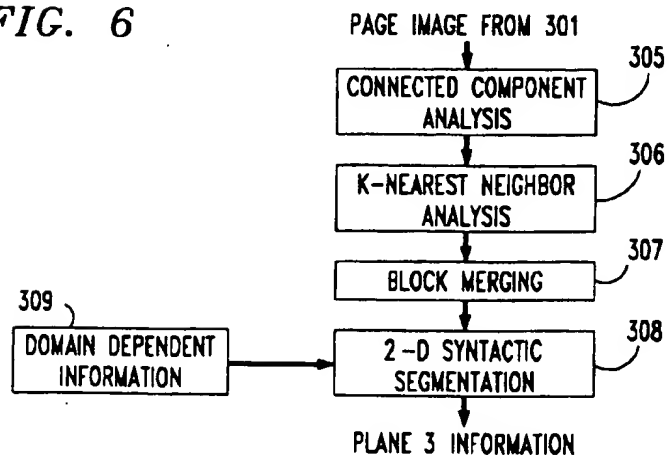 FIG. 6
PAGE IMAGE FROM 301
305
CONNECTED COMPONENT
ANALYSIS
306
K-NEAREST NEIGHBOR
ANALYSIS
307
BLOCK MERGING
309
308
DOMAIN DEPENDENT
INFORMATION
2-D SYNTACTIC
SEGMENTATION
PLANE 3 INFORMATION